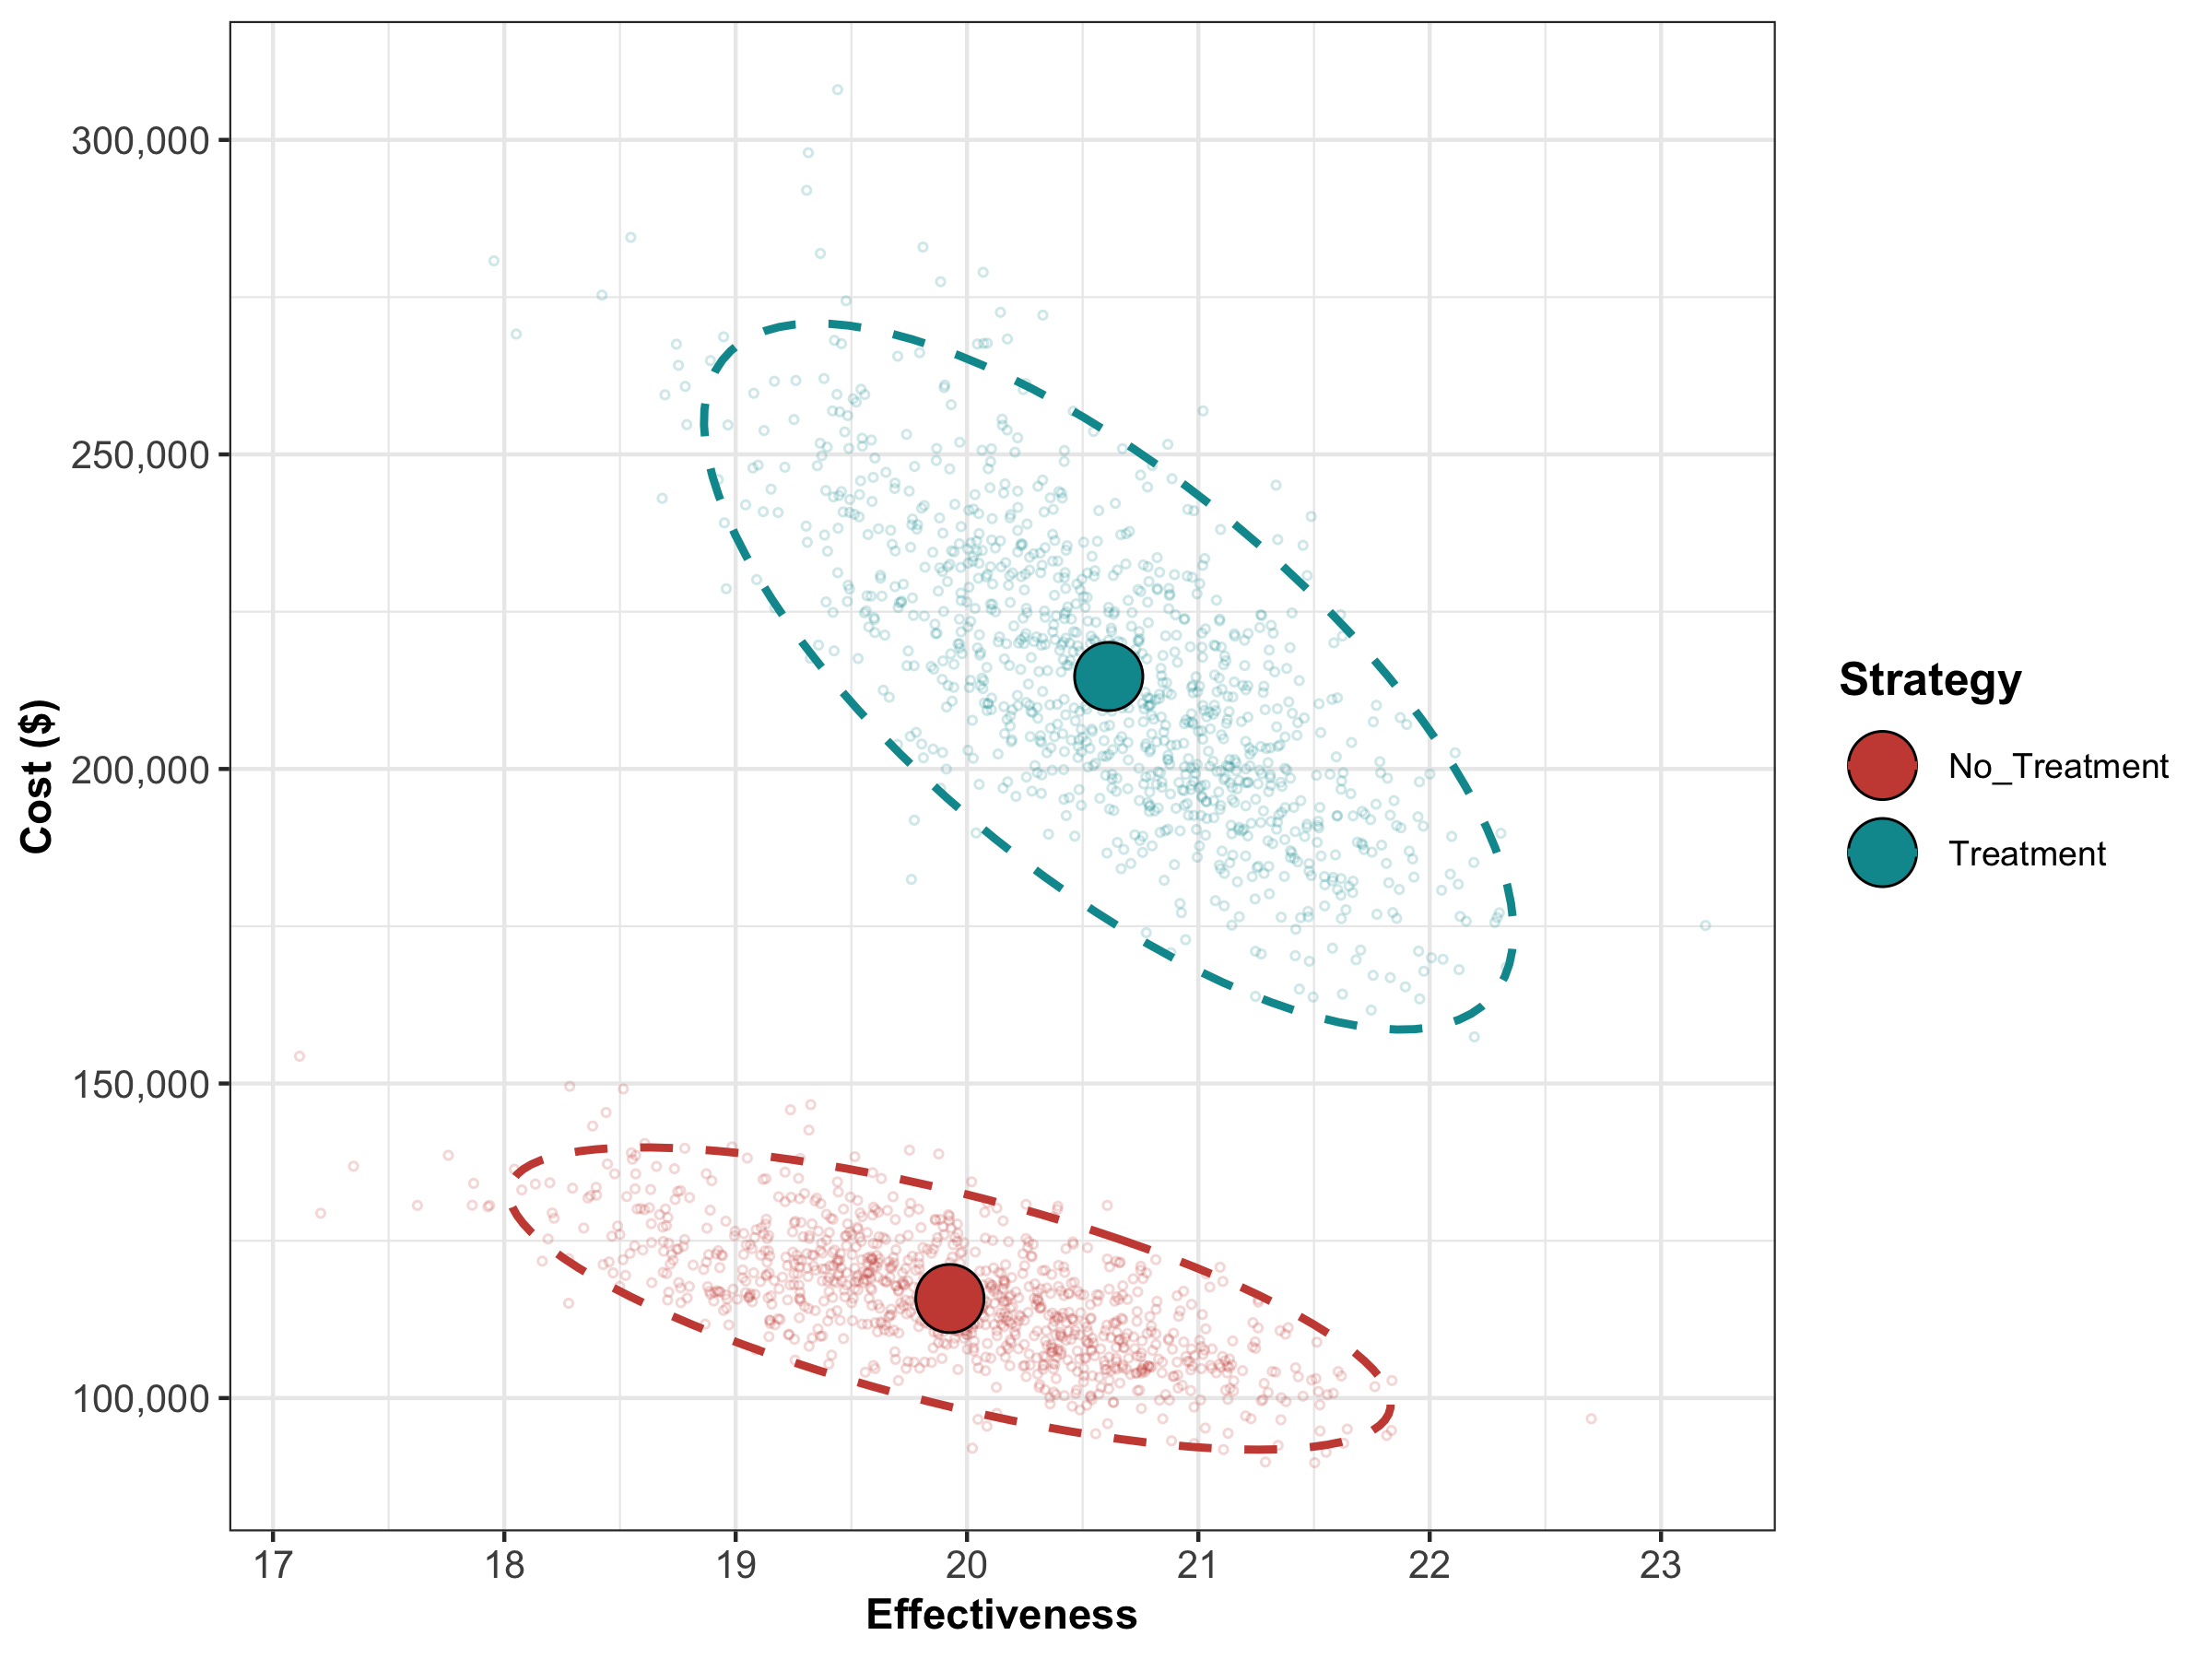 300,000
250,000
200,000
150,000
100,000
Cost ($)
17 18 19 20 21 22 23
Effectiveness
Strategy
No_Treatment
Treatment